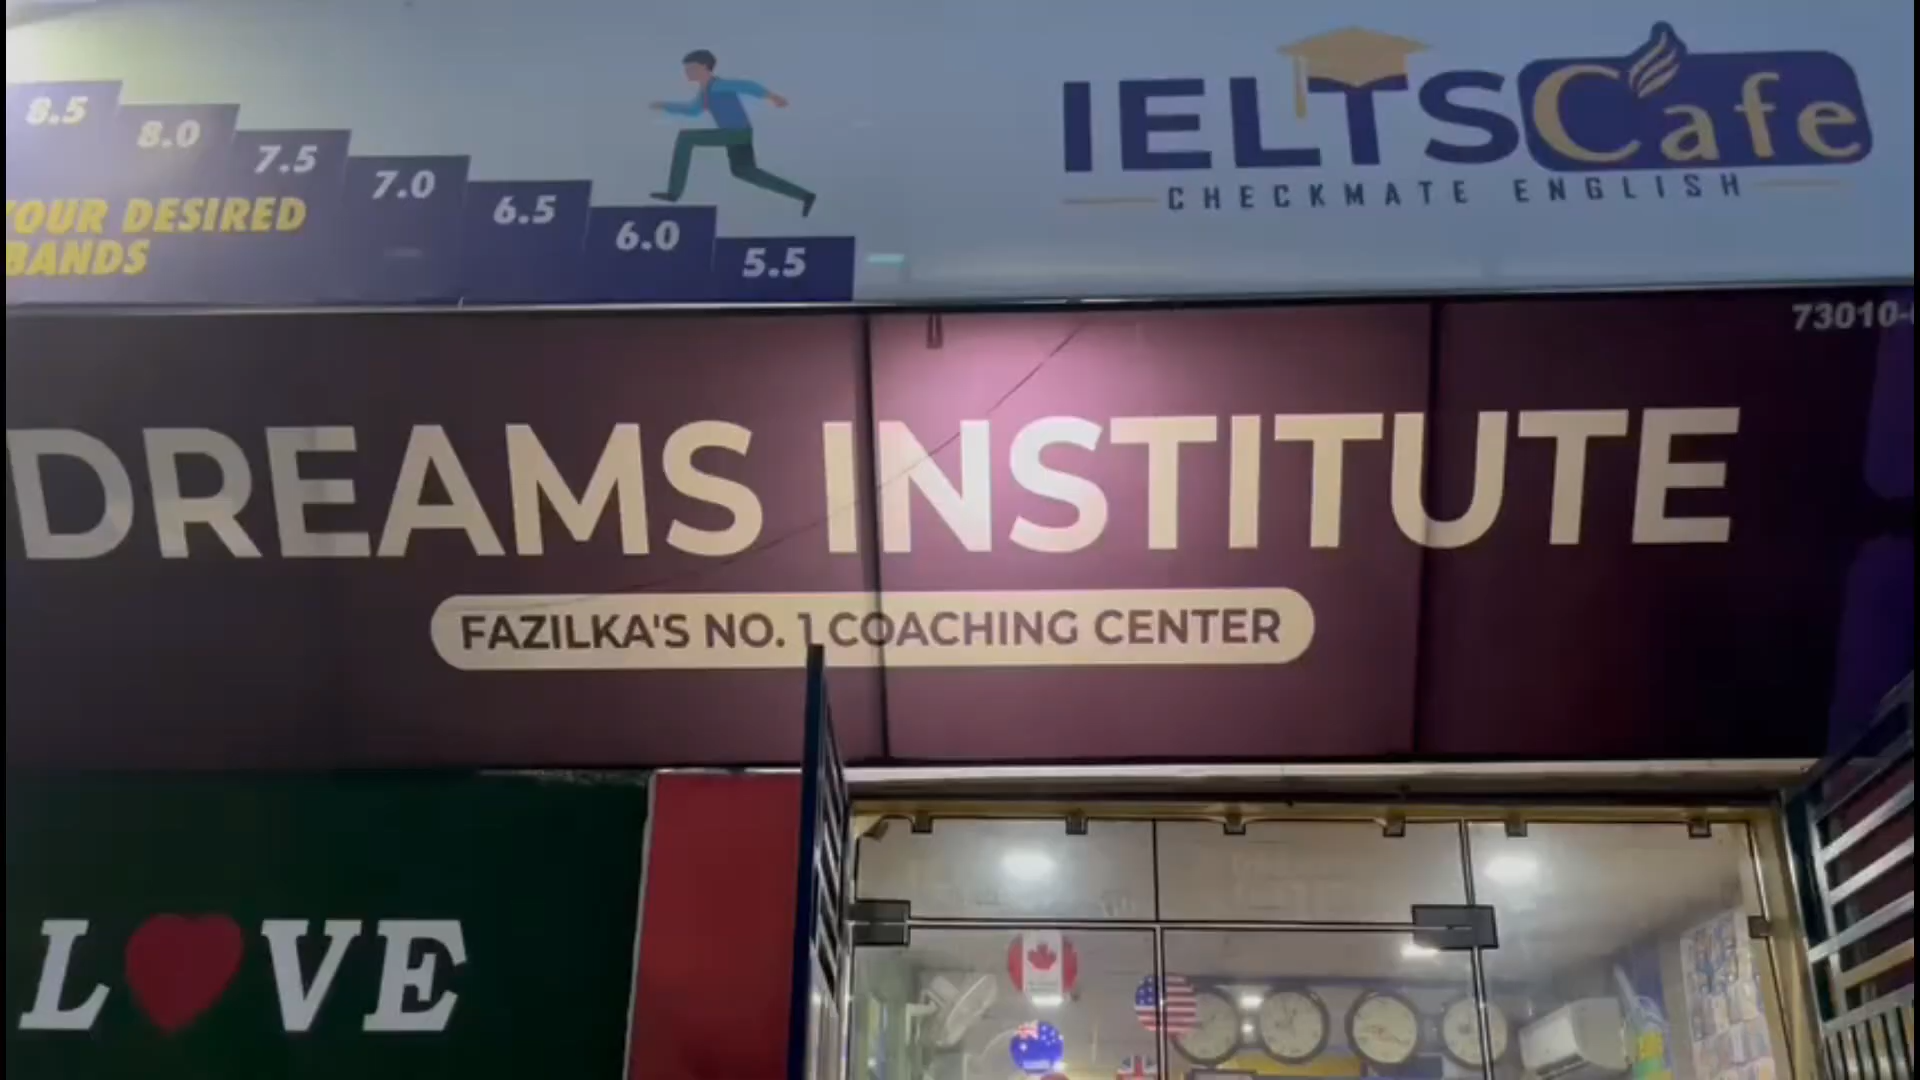 8.5
8.0
7.5
7.0
6.5
6.0
5.5
OUR DESIRED
BANDS
IELTS Cafe
CHECKMATE ENGLISH
73010-
DREAMS INSTITUTE
FAZILKA'S NO. 1 COACHING CENTER
LOVE